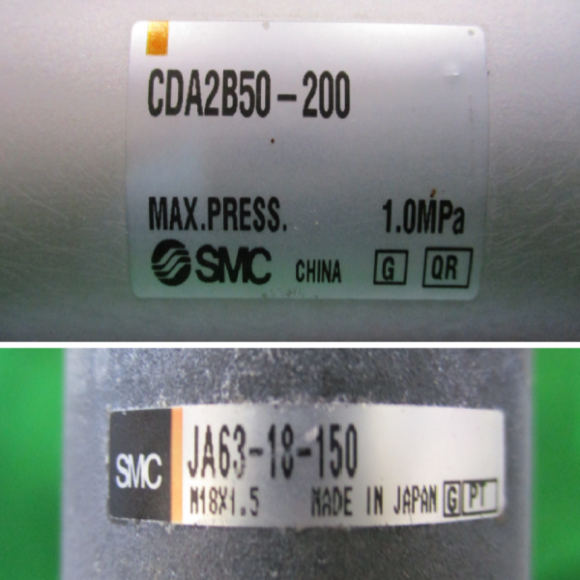 CDA2B50-200
MAX.PRESS. 1.0MPa
SMC CHINA G QR
SMC
JA63-18-150
M18X1.5 MADE IN JAPAN G PT